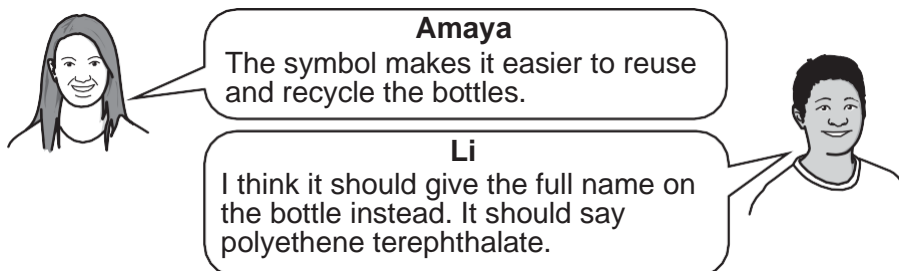 Amaya
The symbol makes it easier to reuse
and recycle the bottles.
Li
I think it should give the full name on
the bottle instead. It should say
polyethene terephthalate.